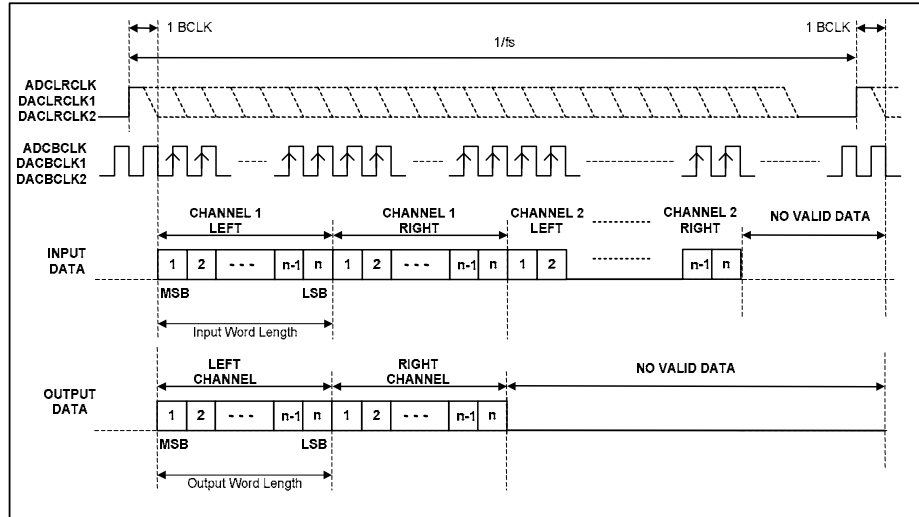 1 BCLK
1 BCLK
1/fs
ADCLRCLK
DACLRCLK1
DACLRCLK2
ADCBCLK
DACBCLK1
DACBCLK2
CHANNEL 1
LEFT
CHANNEL 1
RIGHT
CHANNEL 2
LEFT
CHANNEL 2
RIGHT
NO VALID DATA
INPUT
DATA
1 2 - - - n-1 n 1 2 - - - n-1 n 1 2 n-1 n
MSB
LSB
Input Word Length
LEFT
CHANNEL
RIGHT
CHANNEL
NO VALID DATA
OUTPUT
DATA
1 2 - - - n-1 n 1 2 - - - n-1 n
MSB
LSB
Output Word Length